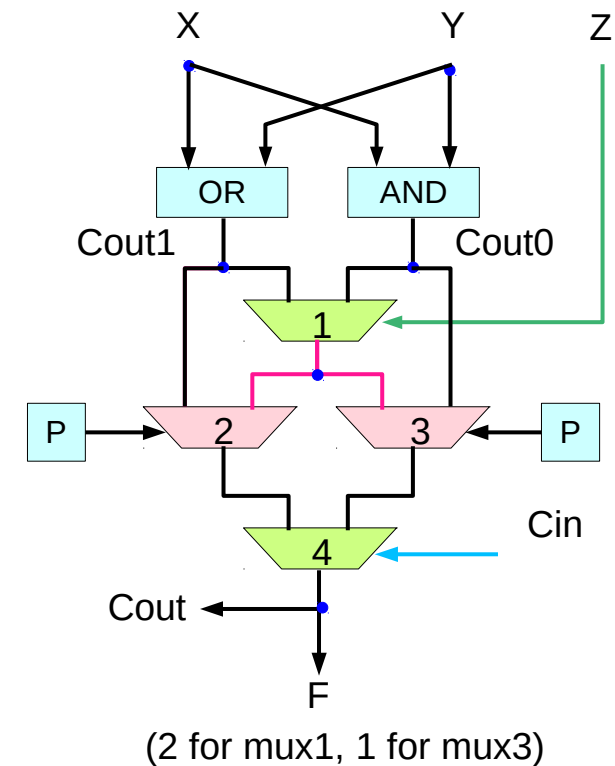 X Y Z
OR AND
Cout1 Cout0
1
P 2 3 P
Cin
4
Cout
F
(2 for mux1, 1 for mux3)